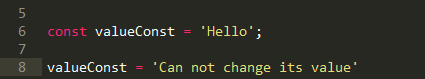 5
6 const valueConst = 'Hello';
7
8 valueConst = 'Can not change its value'